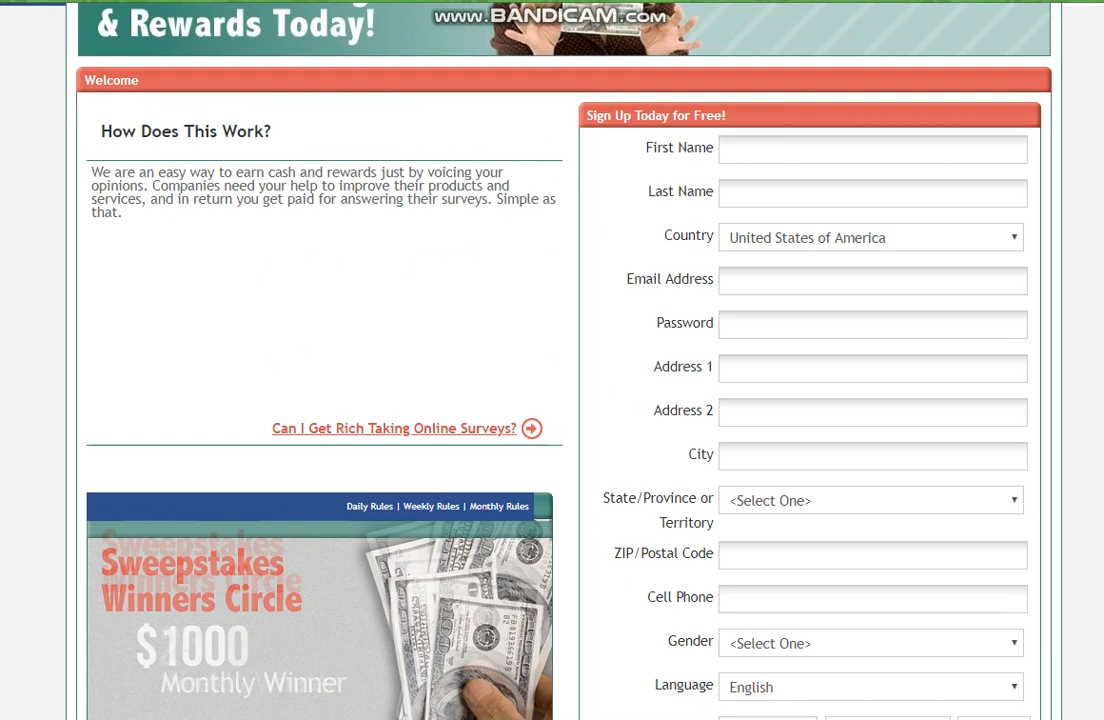 www.BANDICAM.com
& Rewards Today!
Welcome
How Does This Work?
We are an easy way to earn cash and rewards just by voicing your
opinions. Companies need your help to improve their products and
services, and in return you get paid for answering their surveys. Simple as
that.
Can I Get Rich Taking Online Surveys?
Daily Rules | Weekly Rules | Monthly Rules
Sweepstakes
Winners Circle
$1000
Monthly Winner
Sign Up Today for Free!
First Name
Last Name
Country United States of America
Email Address
Password
Address 1
Address 2
City
State/Province or <Select One>
Territory
ZIP/Postal Code
Cell Phone
Gender <Select One>
Language English